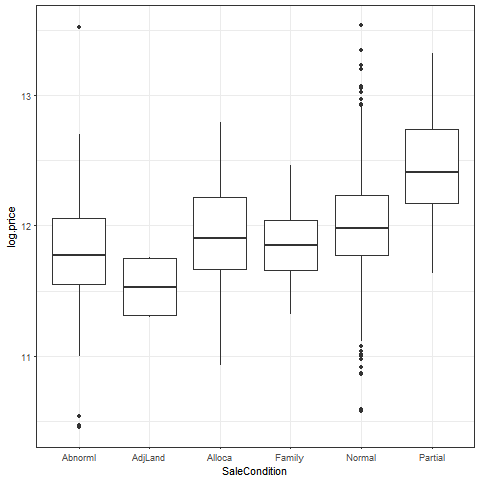 log.price
13
12
11
Abnorml AdjLand Alloca Family Normal Partial
SaleCondition